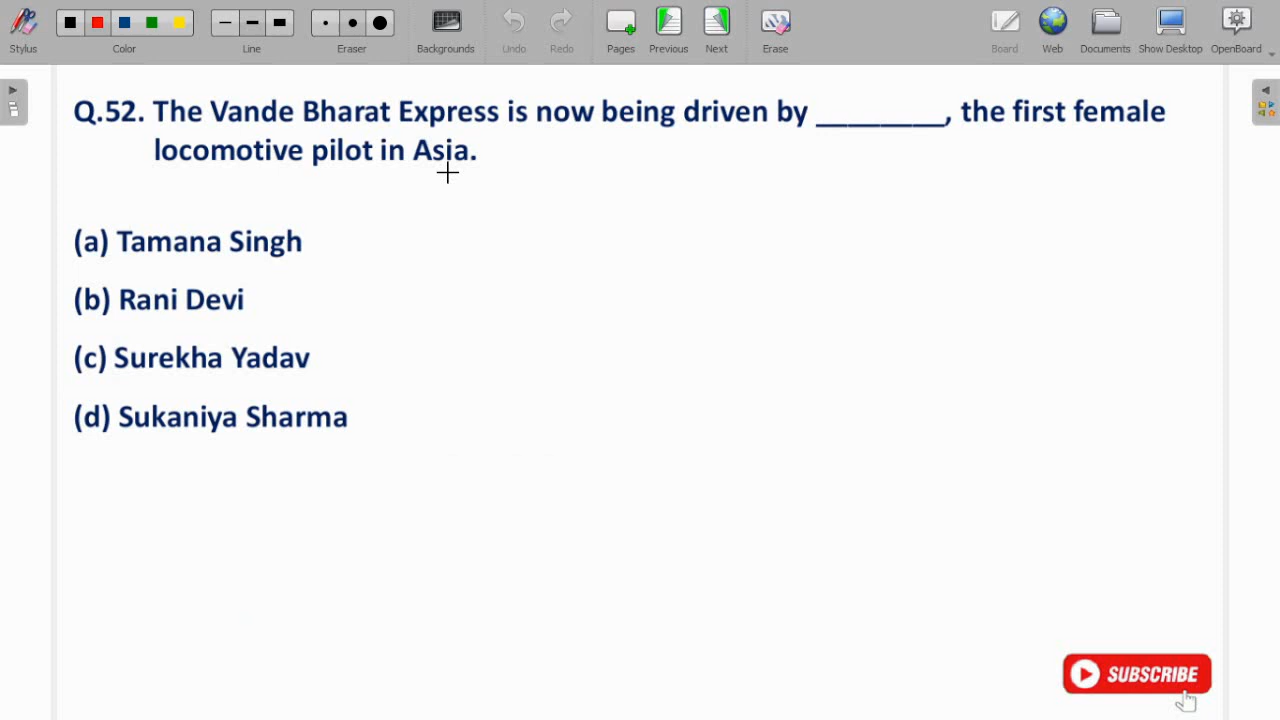 Stylus
Color
Line
Eraser
Backgrounds
Undo
Redo
Pages
Previous
Next
Erase
Board
Web
Documents
Show Desktop
OpenBoard
Q.52. The Vande Bharat Express is now being driven by ________, the first female
locomotive pilot in Asia.
(a) Tamana Singh
(b) Rani Devi
(c) Surekha Yadav
(d) Sukaniya Sharma
SUBSCRIBE